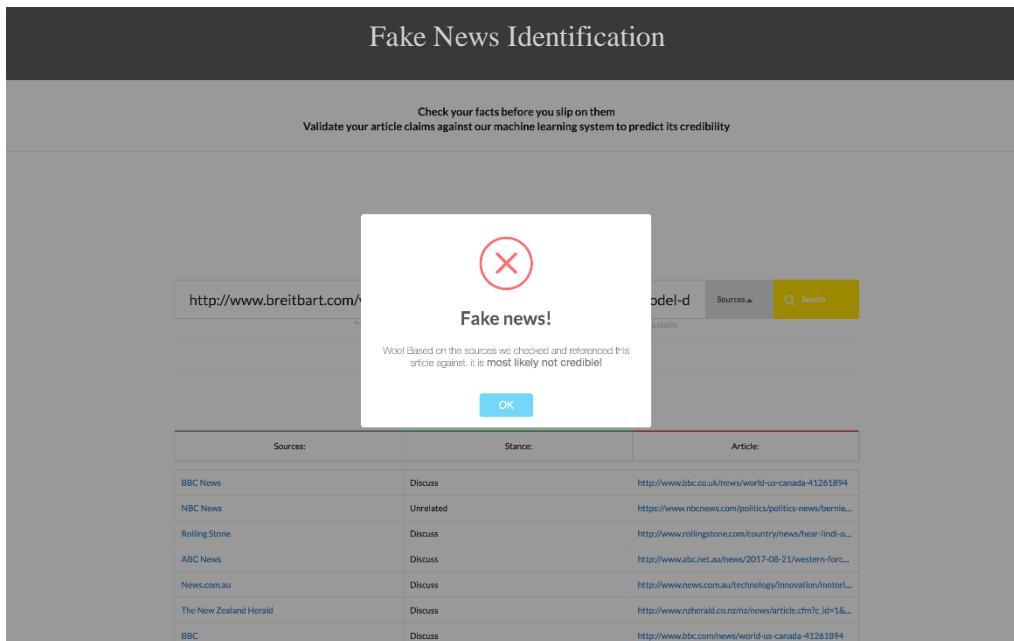 Fake News Identification
Check your facts before you slip on them
Validate your article claims against our machine learning system to predict its credibility
http://www.breitbart.com/v
odel-d
Sources
Search
s claim.
Fake news!
Woo! Based on the sources we checked and referenced this
article against, it is most likely not credible!
OK
Sources: Stance: Article:
BBC News Discuss http://www.bbc.co.uk/news/world-us-canada-41261894
NBC News Unrelated https://www.nbcnews.com/politics/politics-news/bernie...
Rolling Stone Discuss http://www.rollingstone.com/country/news/hear-lindi-o...
ABC News Discuss http://www.abc.net.au/news/2017-08-21/western-forc...
News.com.au Discuss http://www.news.com.au/technology/innovation/motori...
The New Zealand Herald Discuss http://www.nzherald.co.nz/nz/news/article.cfm?c_id=1&...
BBC Discuss http://www.bbc.com/news/world-us-canada-41261894